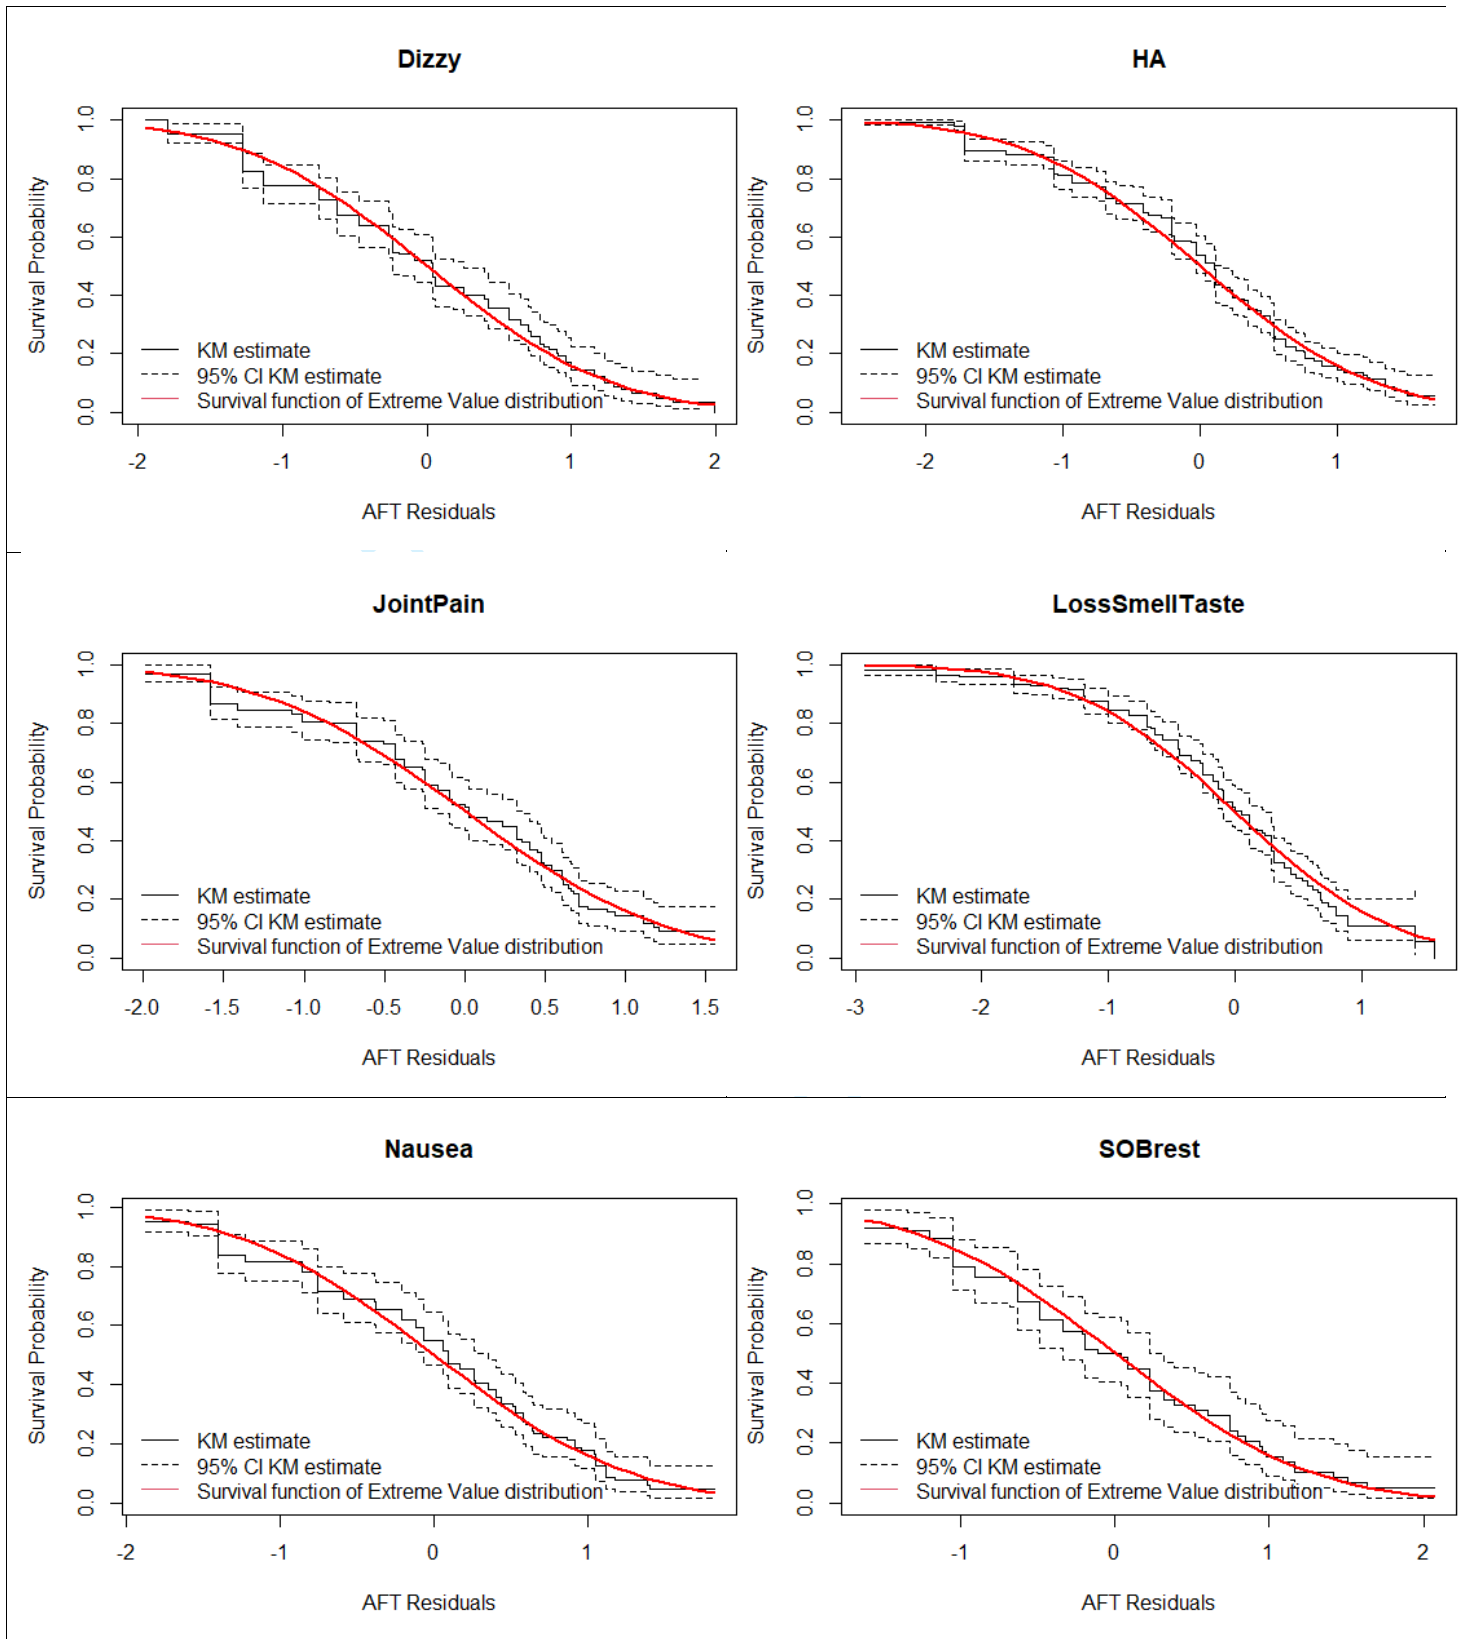 Dizzy
Survival Probability
0.0 0.2 0.4 0.6 0.8 1.0
KM estimate
95% CI KM estimate
Survival function of Extreme Value distribution
-2 -1 0 1 2
AFT Residuals
HA
Survival Probability
0.0 0.2 0.4 0.6 0.8 1.0
KM estimate
95% CI KM estimate
Survival function of Extreme Value distribution
-2 -1 0 1
AFT Residuals
JointPain
Survival Probability
0.0 0.2 0.4 0.6 0.8 1.0
KM estimate
95% CI KM estimate
Survival function of Extreme Value distribution
-2.0 -1.5 -1.0 -0.5 0.0 0.5 1.0 1.5
AFT Residuals
LossSmellTaste
Survival Probability
0.0 0.2 0.4 0.6 0.8 1.0
KM estimate
95% CI KM estimate
Survival function of Extreme Value distribution
-3 -2 -1 0 1
AFT Residuals
Nausea
Survival Probability
0.0 0.2 0.4 0.6 0.8 1.0
KM estimate
95% CI KM estimate
Survival function of Extreme Value distribution
-2 -1 0 1
AFT Residuals
SOBrest
Survival Probability
0.0 0.2 0.4 0.6 0.8 1.0
KM estimate
95% CI KM estimate
Survival function of Extreme Value distribution
-1 0 1 2
AFT Residuals